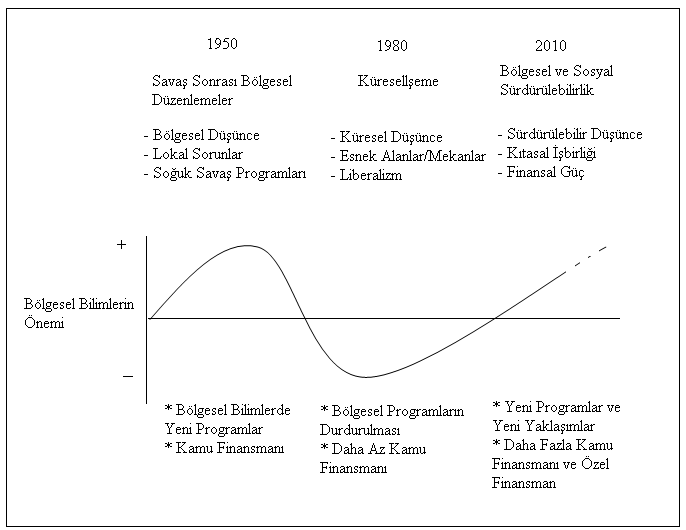 1950
Savaş Sonrası Bölgesel
Düzenlemeler
- Bölgesel Düşünce
- Lokal Sorunlar
- Soğuk Savaş Programları
1980
Küresellşeme
- Küresel Düşünce
- Esnek Alanlar/Mekanlar
- Liberalizm
2010
Bölgesel ve Sosyal
Sürdürülebilirlik
- Sürdürülebilir Düşünce
- Kıtasal İşbirliği
- Finansal Güç
+
Bölgesel Bilimlerin
Önemi
–
* Bölgesel Bilimlerde
Yeni Programlar
* Kamu Finansmanı
* Bölgesel Programların
Durdurulması
* Daha Az Kamu
Finansmanı
* Yeni Programlar ve
Yeni Yaklaşımlar
* Daha Fazla Kamu
Finansmanı ve Özel
Finansman